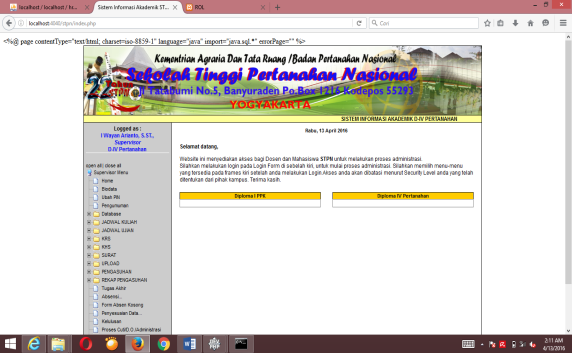 localhost / localhost / ho...
Sistem Informasi Akademik ST...
ROL
localhost:8080/stpn/index.php
Cari
<%@ page contentType="text/html; charset=iso-8859-1" language="java" import="java.sql.*" errorPage="" %>
Kementrian Agraria Dan Tata Ruang /Badan Pertanahan Nasional
Sekolah Tinggi Pertanahan Nasional
Jl Tatabumi No.5, Banyuraden Po.Box 1216 Kodepos 55293
YOGYAKARTA
SISTEM INFORMASI AKADEMIK D-IV PERTANAHAN
Logged as :
I Wayan Arianto, S.ST.,
Supervisor
D.IV Pertanahan
Rabu, 13 April 2016
Selamat datang,
Website ini menyediakan akses bagi Dosen dan Mahasiswa STPN untuk melakukan proses administrasi.
Silahkan melakukan login pada Login Form di sebelah kiri, untuk mulai proses administrasi. Silahkan memilih menu-menu
yang tersedia pada frames kiri setelah anda melakukan Login.Akses anda akan dibatasi menurut Security Level anda yang telah
ditentukan dari pihak kampus. Terima kasih.
Diploma I PPK
Diploma IV Pertanahan
open all | close all
Supervisor Menu
Home
Biodata
Ubah PIN
Pengumuman
Database
JADWAL KULIAH
JADWAL UJIAN
KRS
KHS
SURAT
UPLOAD
PENGASUHAN
REKAP PENGASUHAN
Tugas Akhir
Absensi..
Form Absen Kosong
Penyesuaian Data..
Kelulusan
Proses Cuti/D.O./Administrasi
2:11 AM
4/13/2016